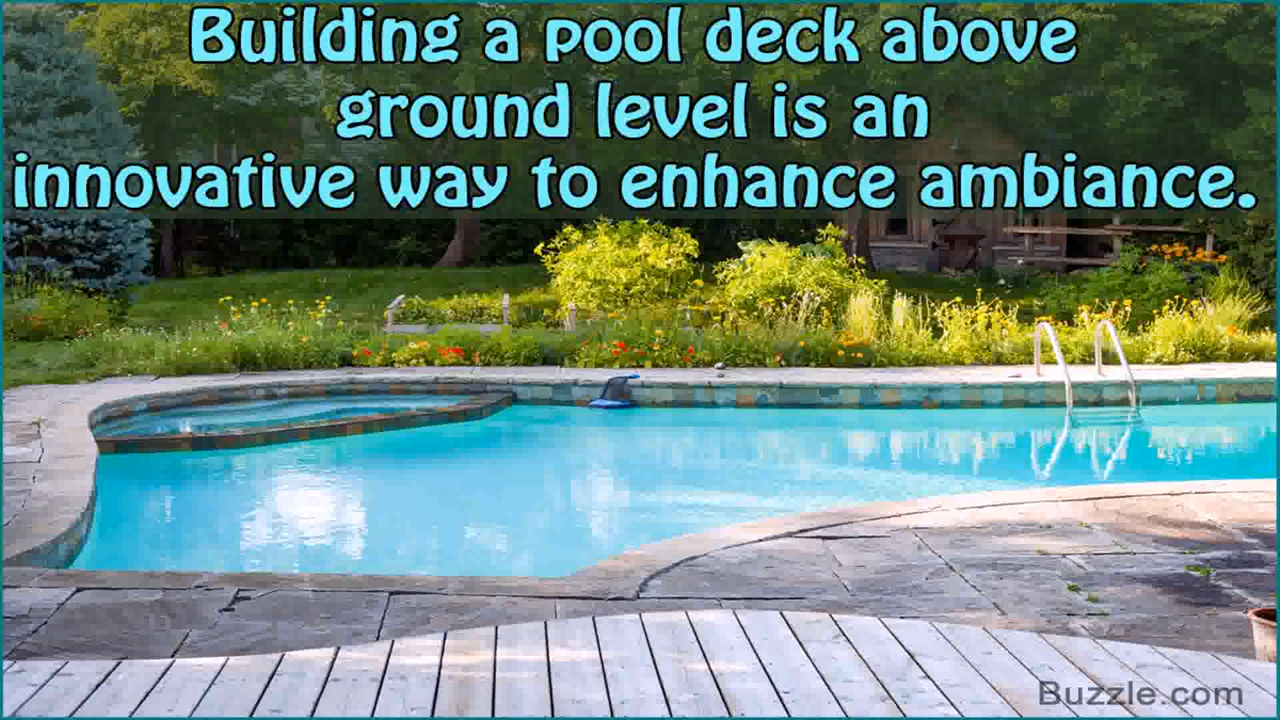 Building a pool deck above
ground level is an
innovative way to enhance ambiance.
Buzzle.com